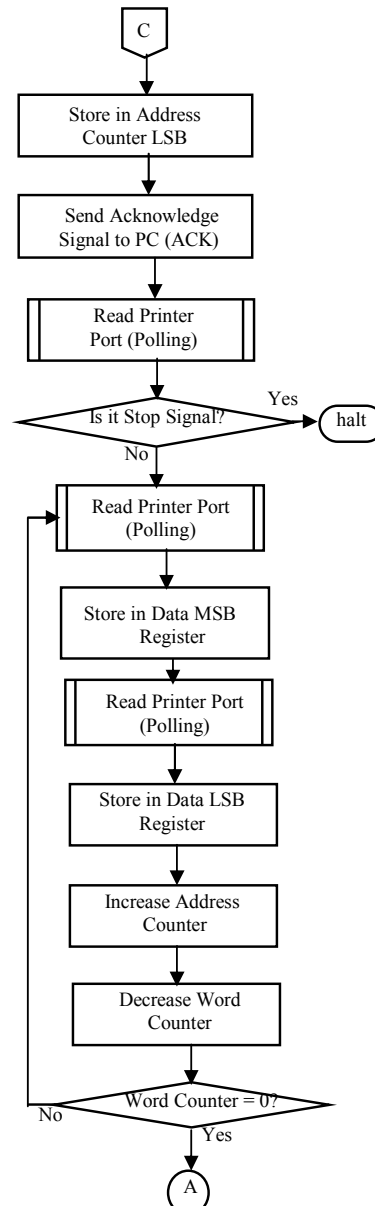 C
Store in Address
Counter LSB
Send Acknowledge
Signal to PC (ACK)
Read Printer
Port (Polling)
Is it Stop Signal?
Yes
halt
No
Read Printer Port
(Polling)
Store in Data MSB
Register
Read Printer Port
(Polling)
Store in Data LSB
Register
Increase Address
Counter
Decrease Word
Counter
Word Counter = 0?
No
Yes
A